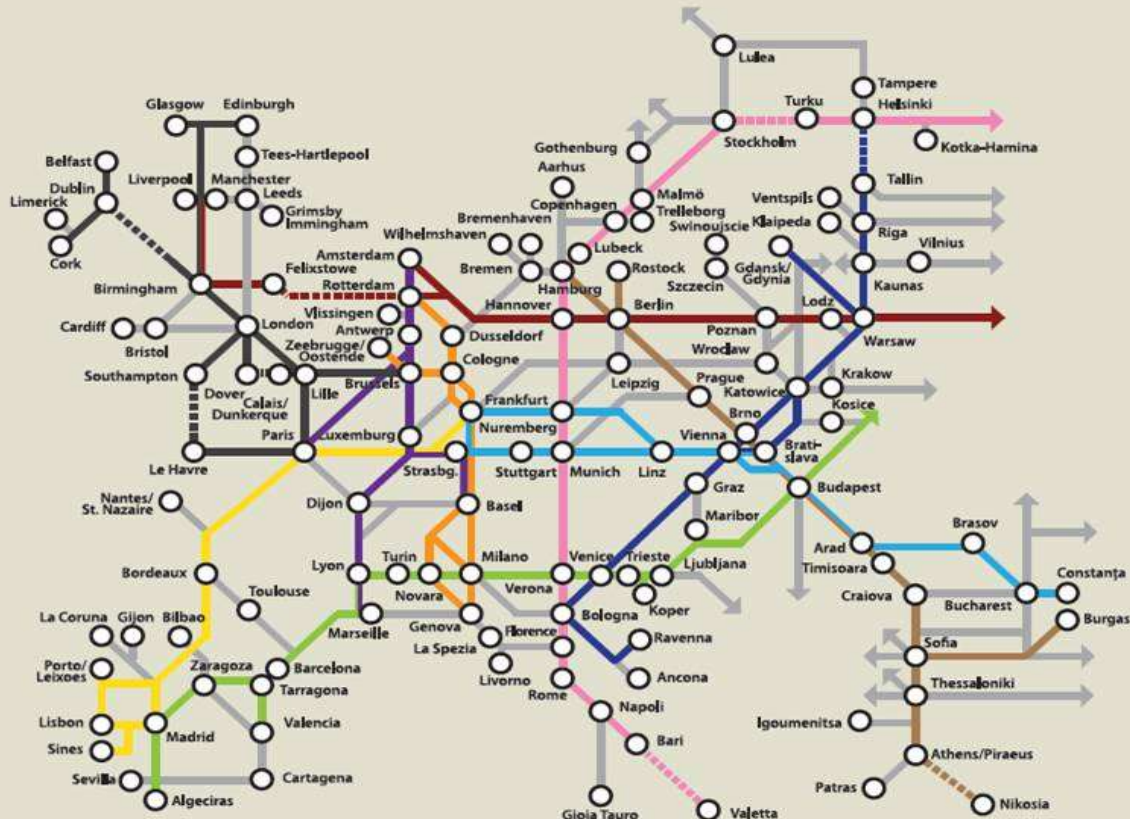 Lulea
Tampere
Glasgow
Edinburgh
Turku
Helsinki
Stockholm
Kotka-Hamina
Gothenburg
Belfast
Tees-Hartlepool
Aarhus
Dublin
Liverpool
Manchester
Leeds
Tallin
Limerick
Grimsby
Immingham
Copenhagen
Malmö
Trelleborg
Ventspils
Klaipeda
Riga
Bremenhaven
Wilhelmshaven
Swinoujscie
Cork
Lubeck
Vilnius
Amsterdam
Bremen
Rostock
Gdansk/
Gdynia
Birmingham
Felixstowe
Rotterdam
Hamburg
Szczecin
Kaunas
Hannover
Berlin
Lodz
Vlissingen
Poznan
Cardiff
Bristol
London
Antwerp
Dusseldorf
Warsaw
Zeebrugge/
Oostende
Cologne
Wroclaw
Southampton
Dover
Calais/
Dunkerque
Lille
Brussels
Leipzig
Prague
Katowice
Krakow
Frankfurt
Kosice
Nuremberg
Brno
Paris
Luxemburg
Vienna
Brati-
slava
Le Havre
Strasbg.
Stuttgart
Munich
Linz
Graz
Budapest
Nantes/
St. Nazaire
Dijon
Basel
Maribor
Brasov
Arad
Timisoara
Lyon
Turin
Milano
Venice
Trieste
Ljubljana
Constanţa
Bordeaux
Toulouse
Novara
Verona
Koper
Craiova
Bucharest
La Coruna
Gijon
Bilbao
Marseille
Genova
Bologna
Burgas
Florence
La Spezia
Ravenna
Sofia
Porto/
Leixoes
Zaragoza
Barcelona
Livorno
Ancona
Tarragona
Rome
Thessaloniki
Lisbon
Madrid
Valencia
Napoli
Igoumenitsa
Sines
Bari
Athens/Piraeus
Sevilla
Cartagena
Patras
Algeciras
Gioia Tauro
Valetta
Nikosia